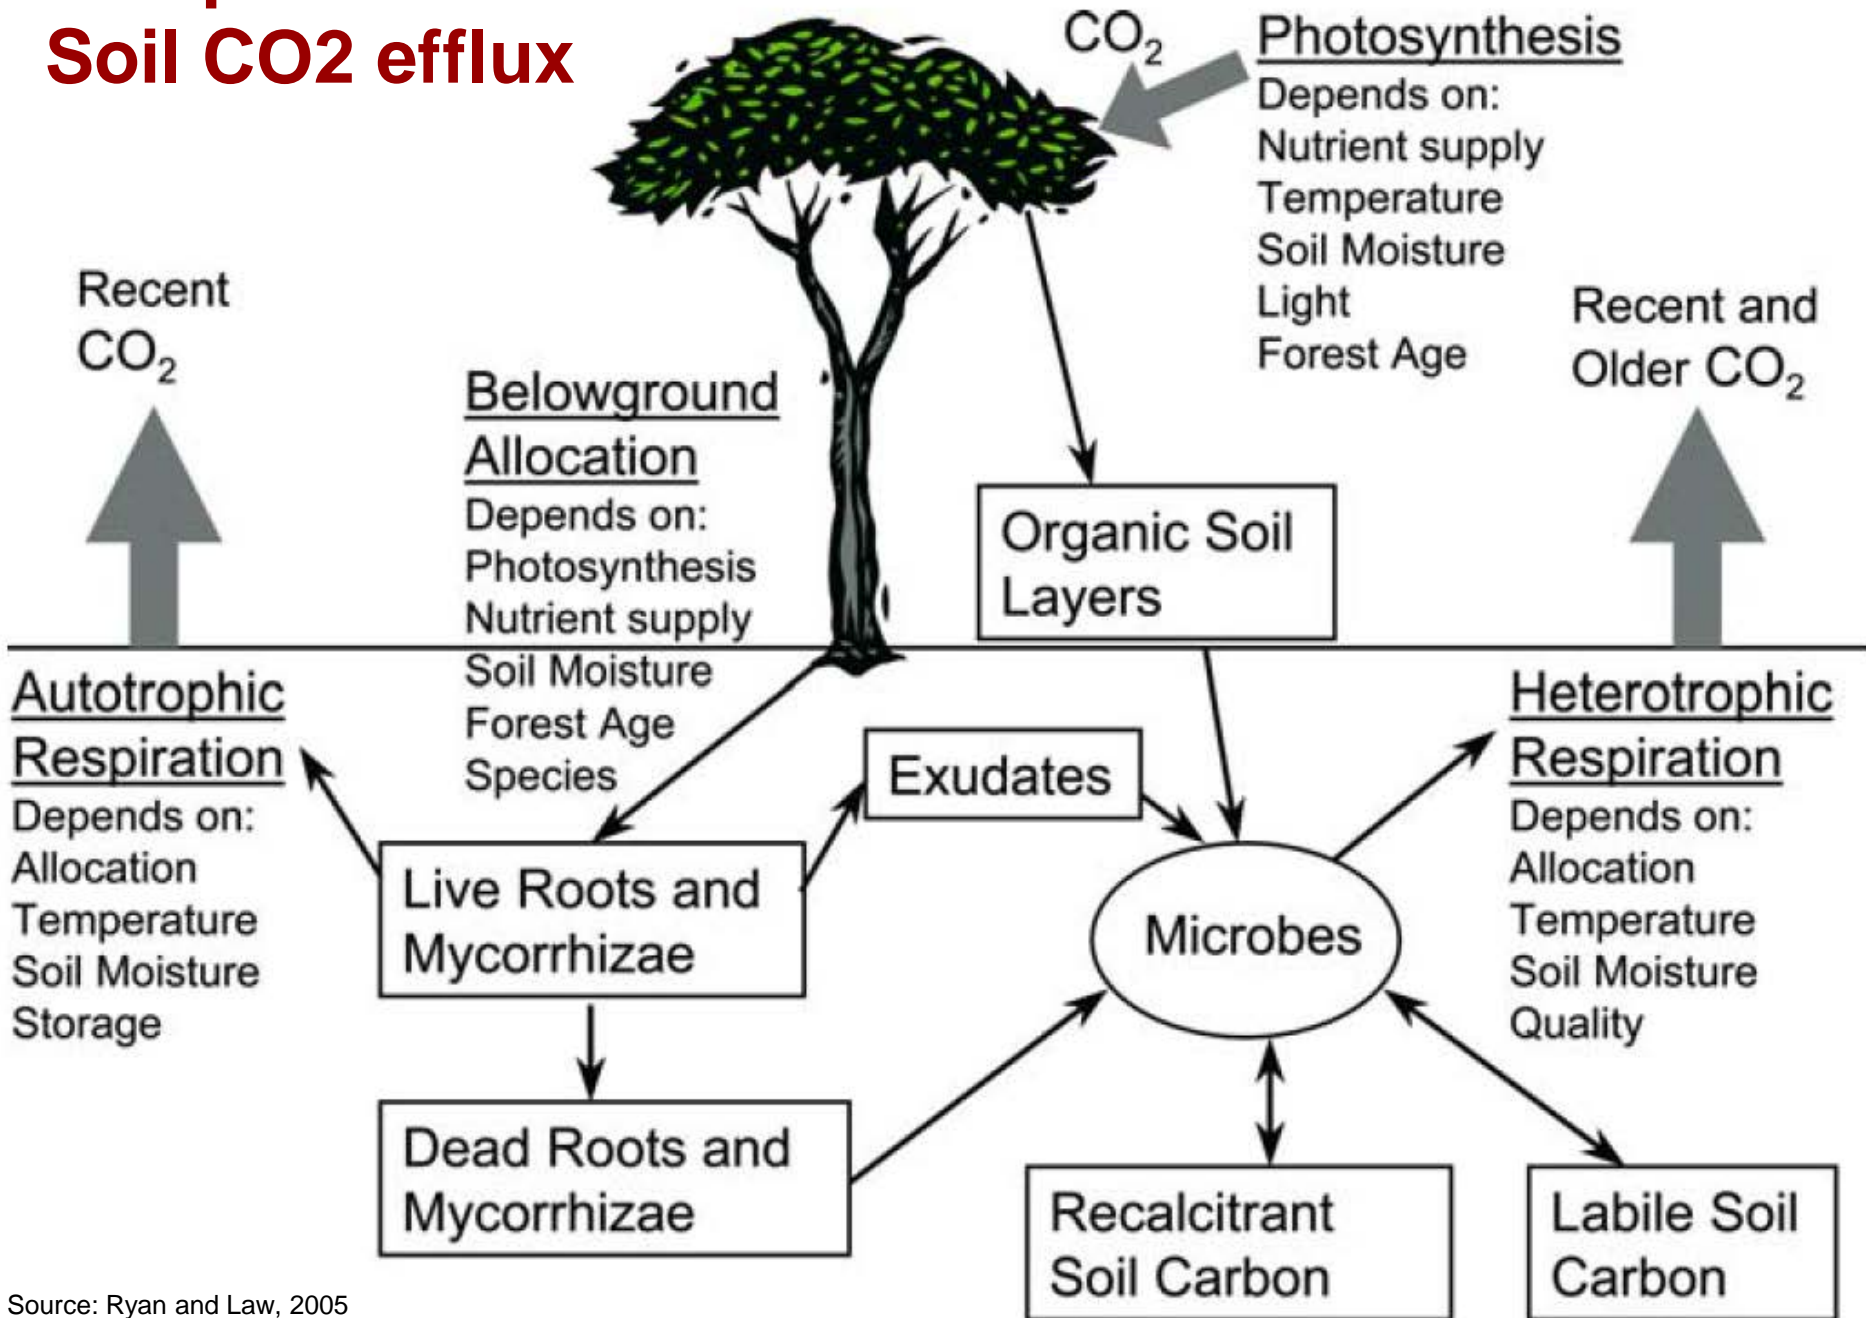 Soil CO2 efflux
CO₂
Photosynthesis
Depends on:
Nutrient supply
Temperature
Soil Moisture
Light
Forest Age
Recent
CO₂
Recent and
Older CO₂
Belowground
Allocation
Depends on:
Photosynthesis
Nutrient supply
Soil Moisture
Forest Age
Species
Organic Soil
Layers
Autotrophic
Respiration
Depends on:
Allocation
Temperature
Soil Moisture
Storage
Exudates
Live Roots and
Mycorrhizae
Microbes
Heterotrophic
Respiration
Depends on:
Allocation
Temperature
Soil Moisture
Quality
Dead Roots and
Mycorrhizae
Recalcitrant
Soil Carbon
Labile Soil
Carbon
Source: Ryan and Law, 2005